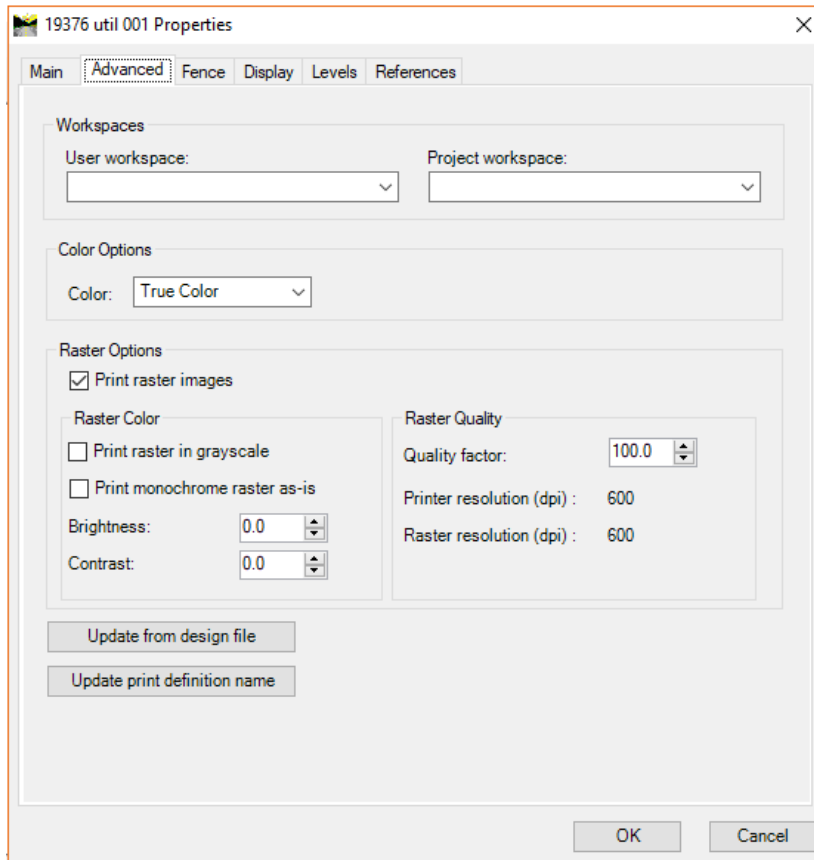 19376 util 001 Properties
Main Advanced Fence Display Levels References
Workspaces
User workspace: Project workspace:
Color Options
Color: True Color
Raster Options
Print raster images
Raster Color Raster Quality
Print raster in grayscale Quality factor: 100.0
Print monochrome raster as-is Printer resolution (dpi) : 600
Brightness: 0.0 Raster resolution (dpi) : 600
Contrast: 0.0
Update from design file
Update print definition name
OK Cancel